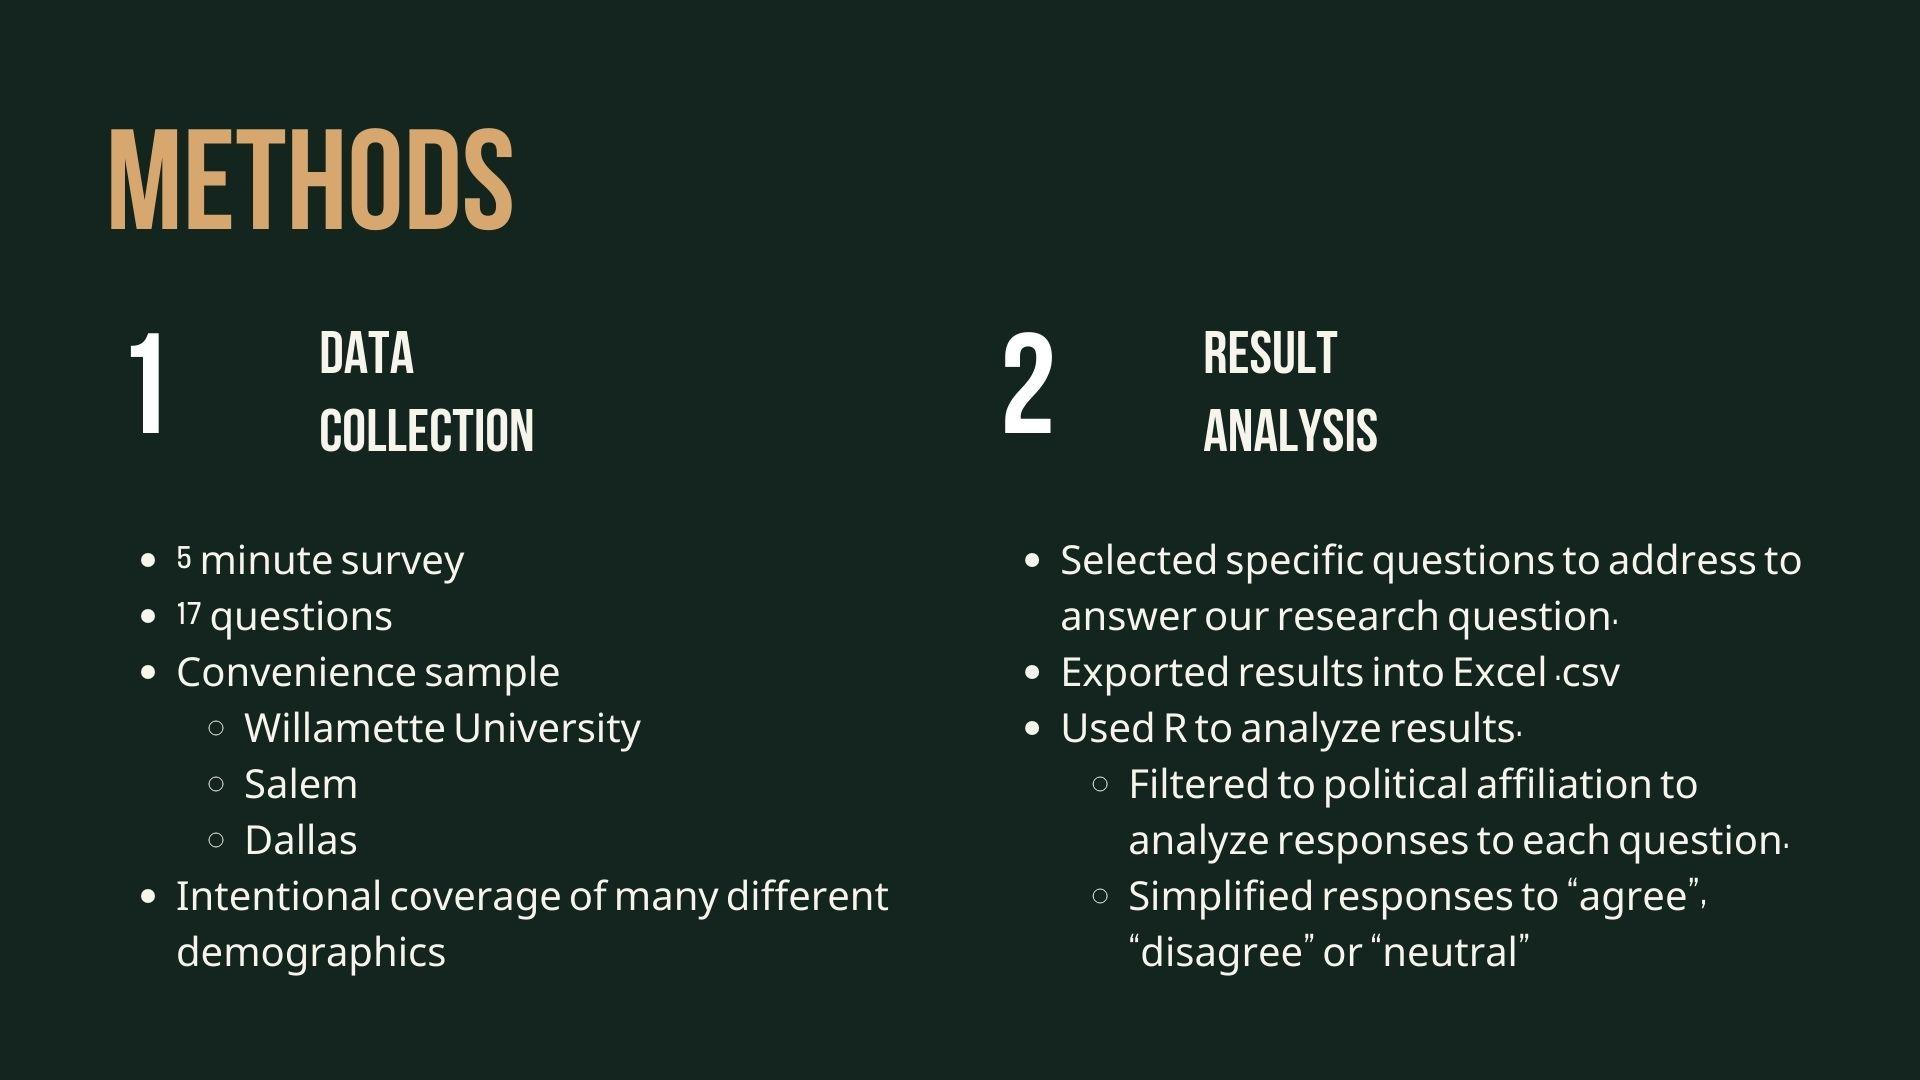 METHODS
1
DATA
COLLECTION
• 5 minute survey
• 17 questions
• Convenience sample
◦ Willamette University
◦ Salem
◦ Dallas
• Intentional coverage of many different
demographics
2
RESULT
ANALYSIS
• Selected specific questions to address to
answer our research question.
• Exported results into Excel .csv
• Used R to analyze results.
◦ Filtered to political affiliation to
analyze responses to each question.
◦ Simplified responses to “agree”,
“disagree” or “neutral”